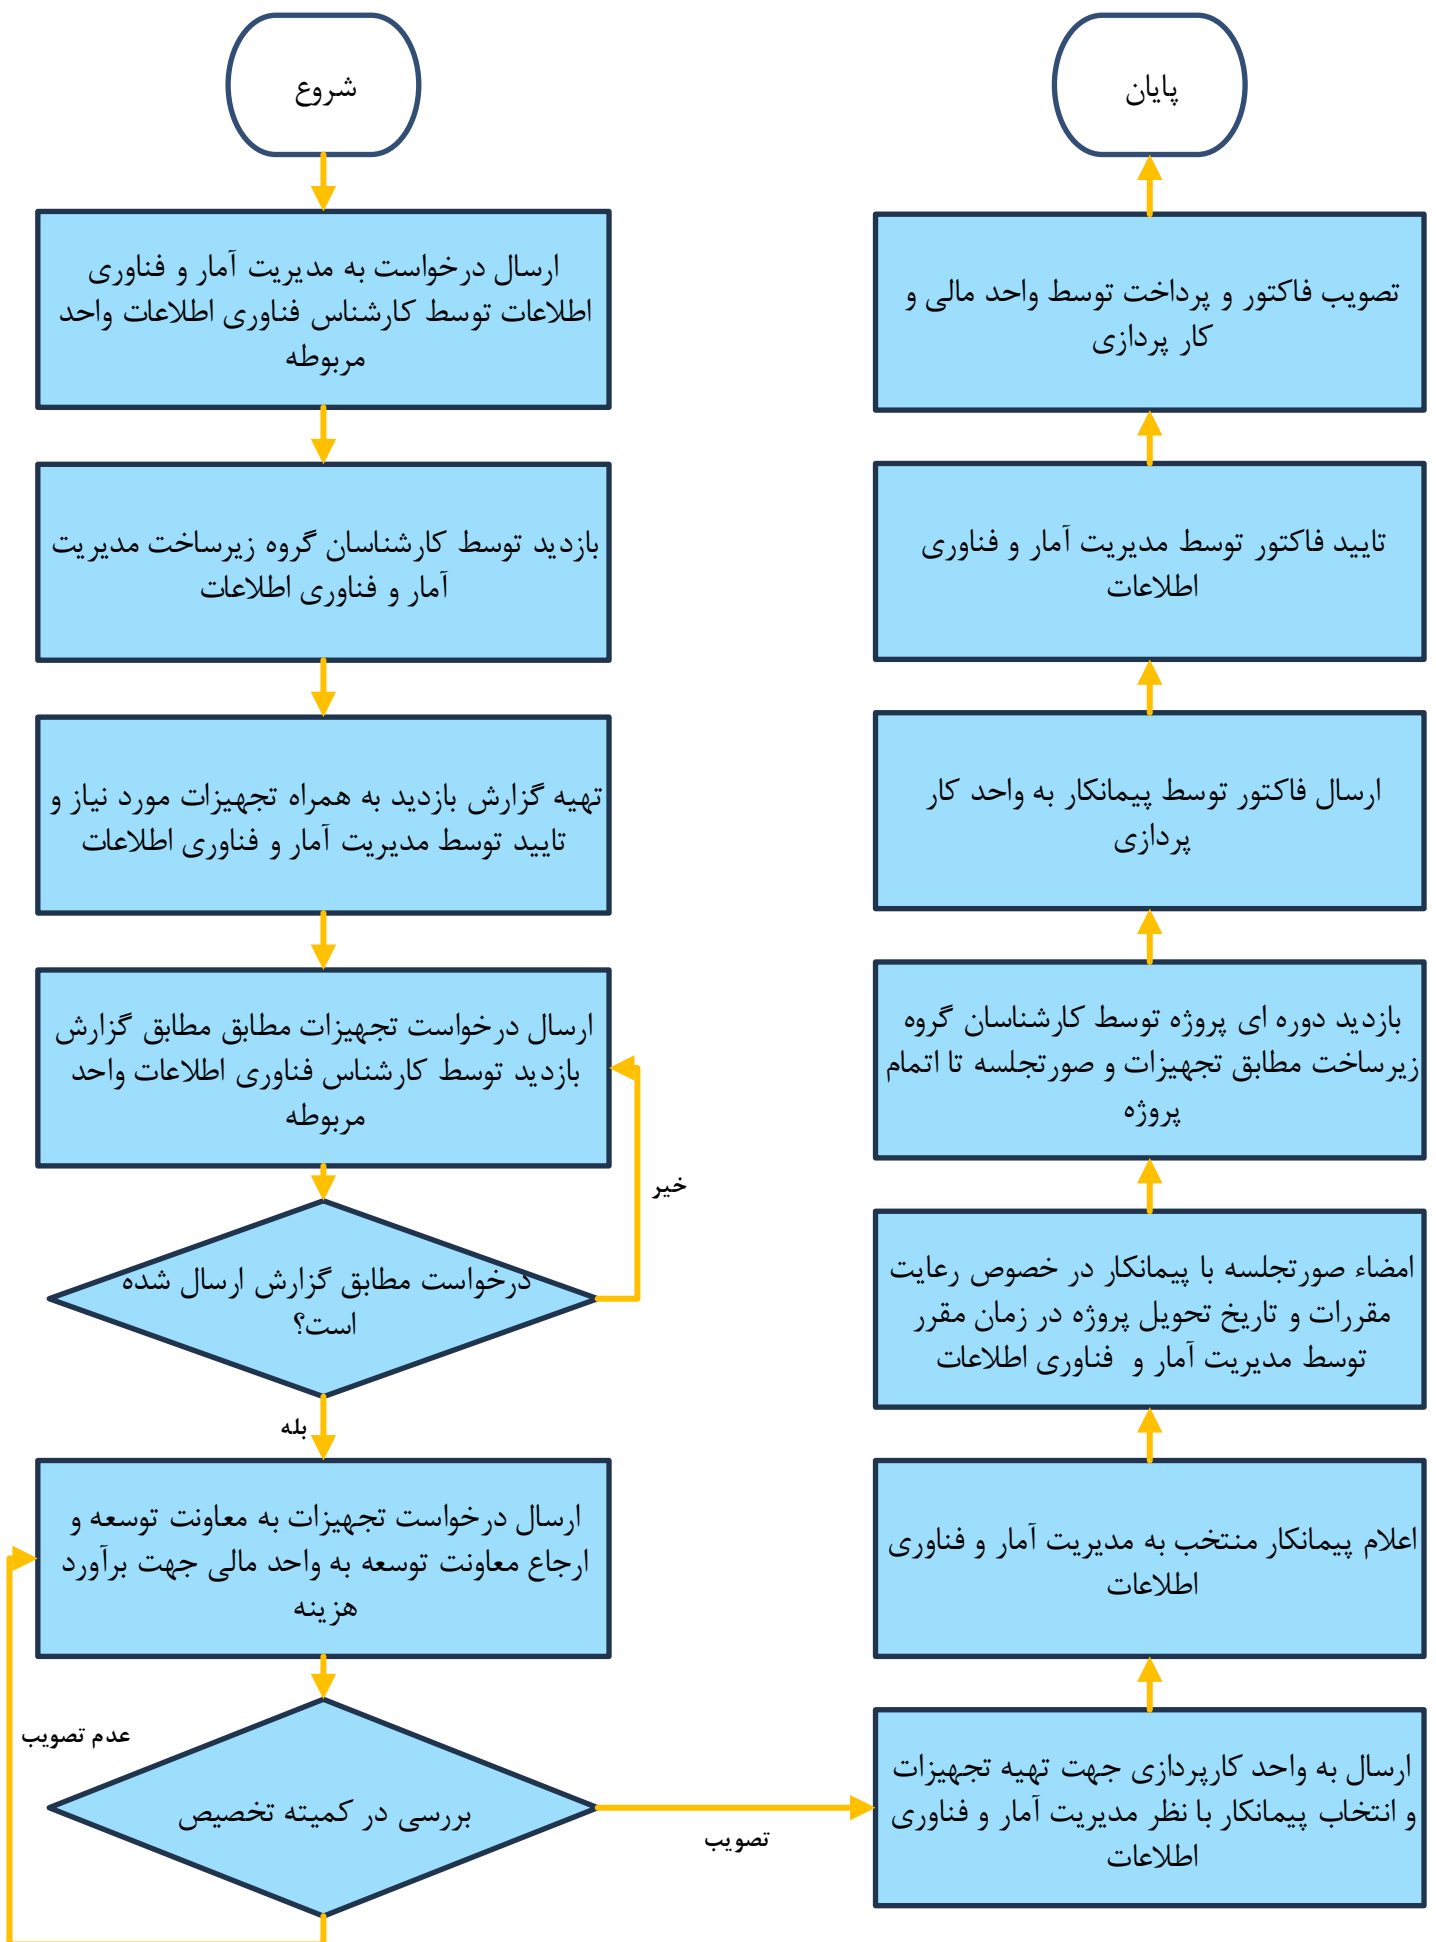 شروع
ارسال درخواست به مدیریت آمار و فناوری
اطلاعات توسط کارشناس فناوری اطلاعات واحد
مربوطه
بازدید توسط کارشناسان گروه زیرساخت مدیریت
آمار و فناوری اطلاعات
تهیه گزارش بازدید به همراه تجهیزات مورد نیاز و
تایید توسط مدیریت آمار و فناوری اطلاعات
ارسال درخواست تجهیزات مطابق مطابق گزارش
بازدید توسط کارشناس فناوری اطلاعات واحد
مربوطه
خیر
درخواست مطابق گزارش ارسال شده
است؟
بله
ارسال درخواست تجهیزات به معاونت توسعه و
ارجاع معاونت توسعه به واحد مالی جهت برآورد
هزینه
عدم تصویب
بررسی در کمیته تخصیص
تصویب
ارسال به واحد کارپردازی جهت تهیه تجهیزات
و انتخاب پیمانکار با نظر مدیریت آمار و فناوری
اطلاعات
اعلام پیمانکار منتخب به مدیریت آمار و فناوری
اطلاعات
امضاء صورتجلسه با پیمانکار در خصوص رعایت
مقررات و تاریخ تحویل پروژه در زمان مقرر
توسط مدیریت آمار و فناوری اطلاعات
بازدید دوره ای پروژه توسط کارشناسان گروه
زیرساخت مطابق تجهیزات و صورتجلسه تا اتمام
پروژه
ارسال فاکتور توسط پیمانکار به واحد کار
پردازی
تایید فاکتور توسط مدیریت آمار و فناوری
اطلاعات
تصویب فاکتور و پرداخت توسط واحد مالی و
کار پردازی
پایان